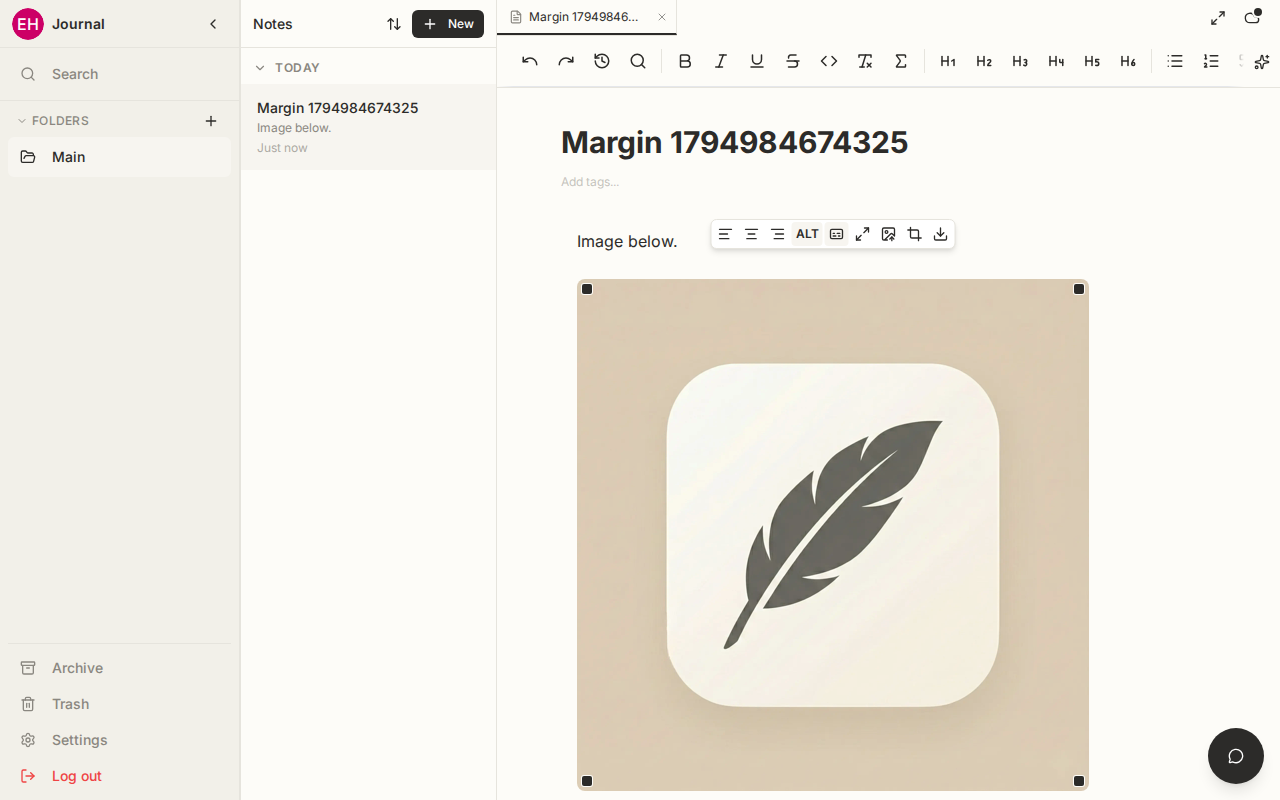 EH Journal
Search
FOLDERS
Main
Archive
Trash
Settings
Log out
Notes
New
TODAY
Margin 1794984674325
Image below.
Just now
Margin 17949846...
B I U S H1 H2 H3 H4 H5 H6
Margin 1794984674325
Add tags...
Image below.
ALT